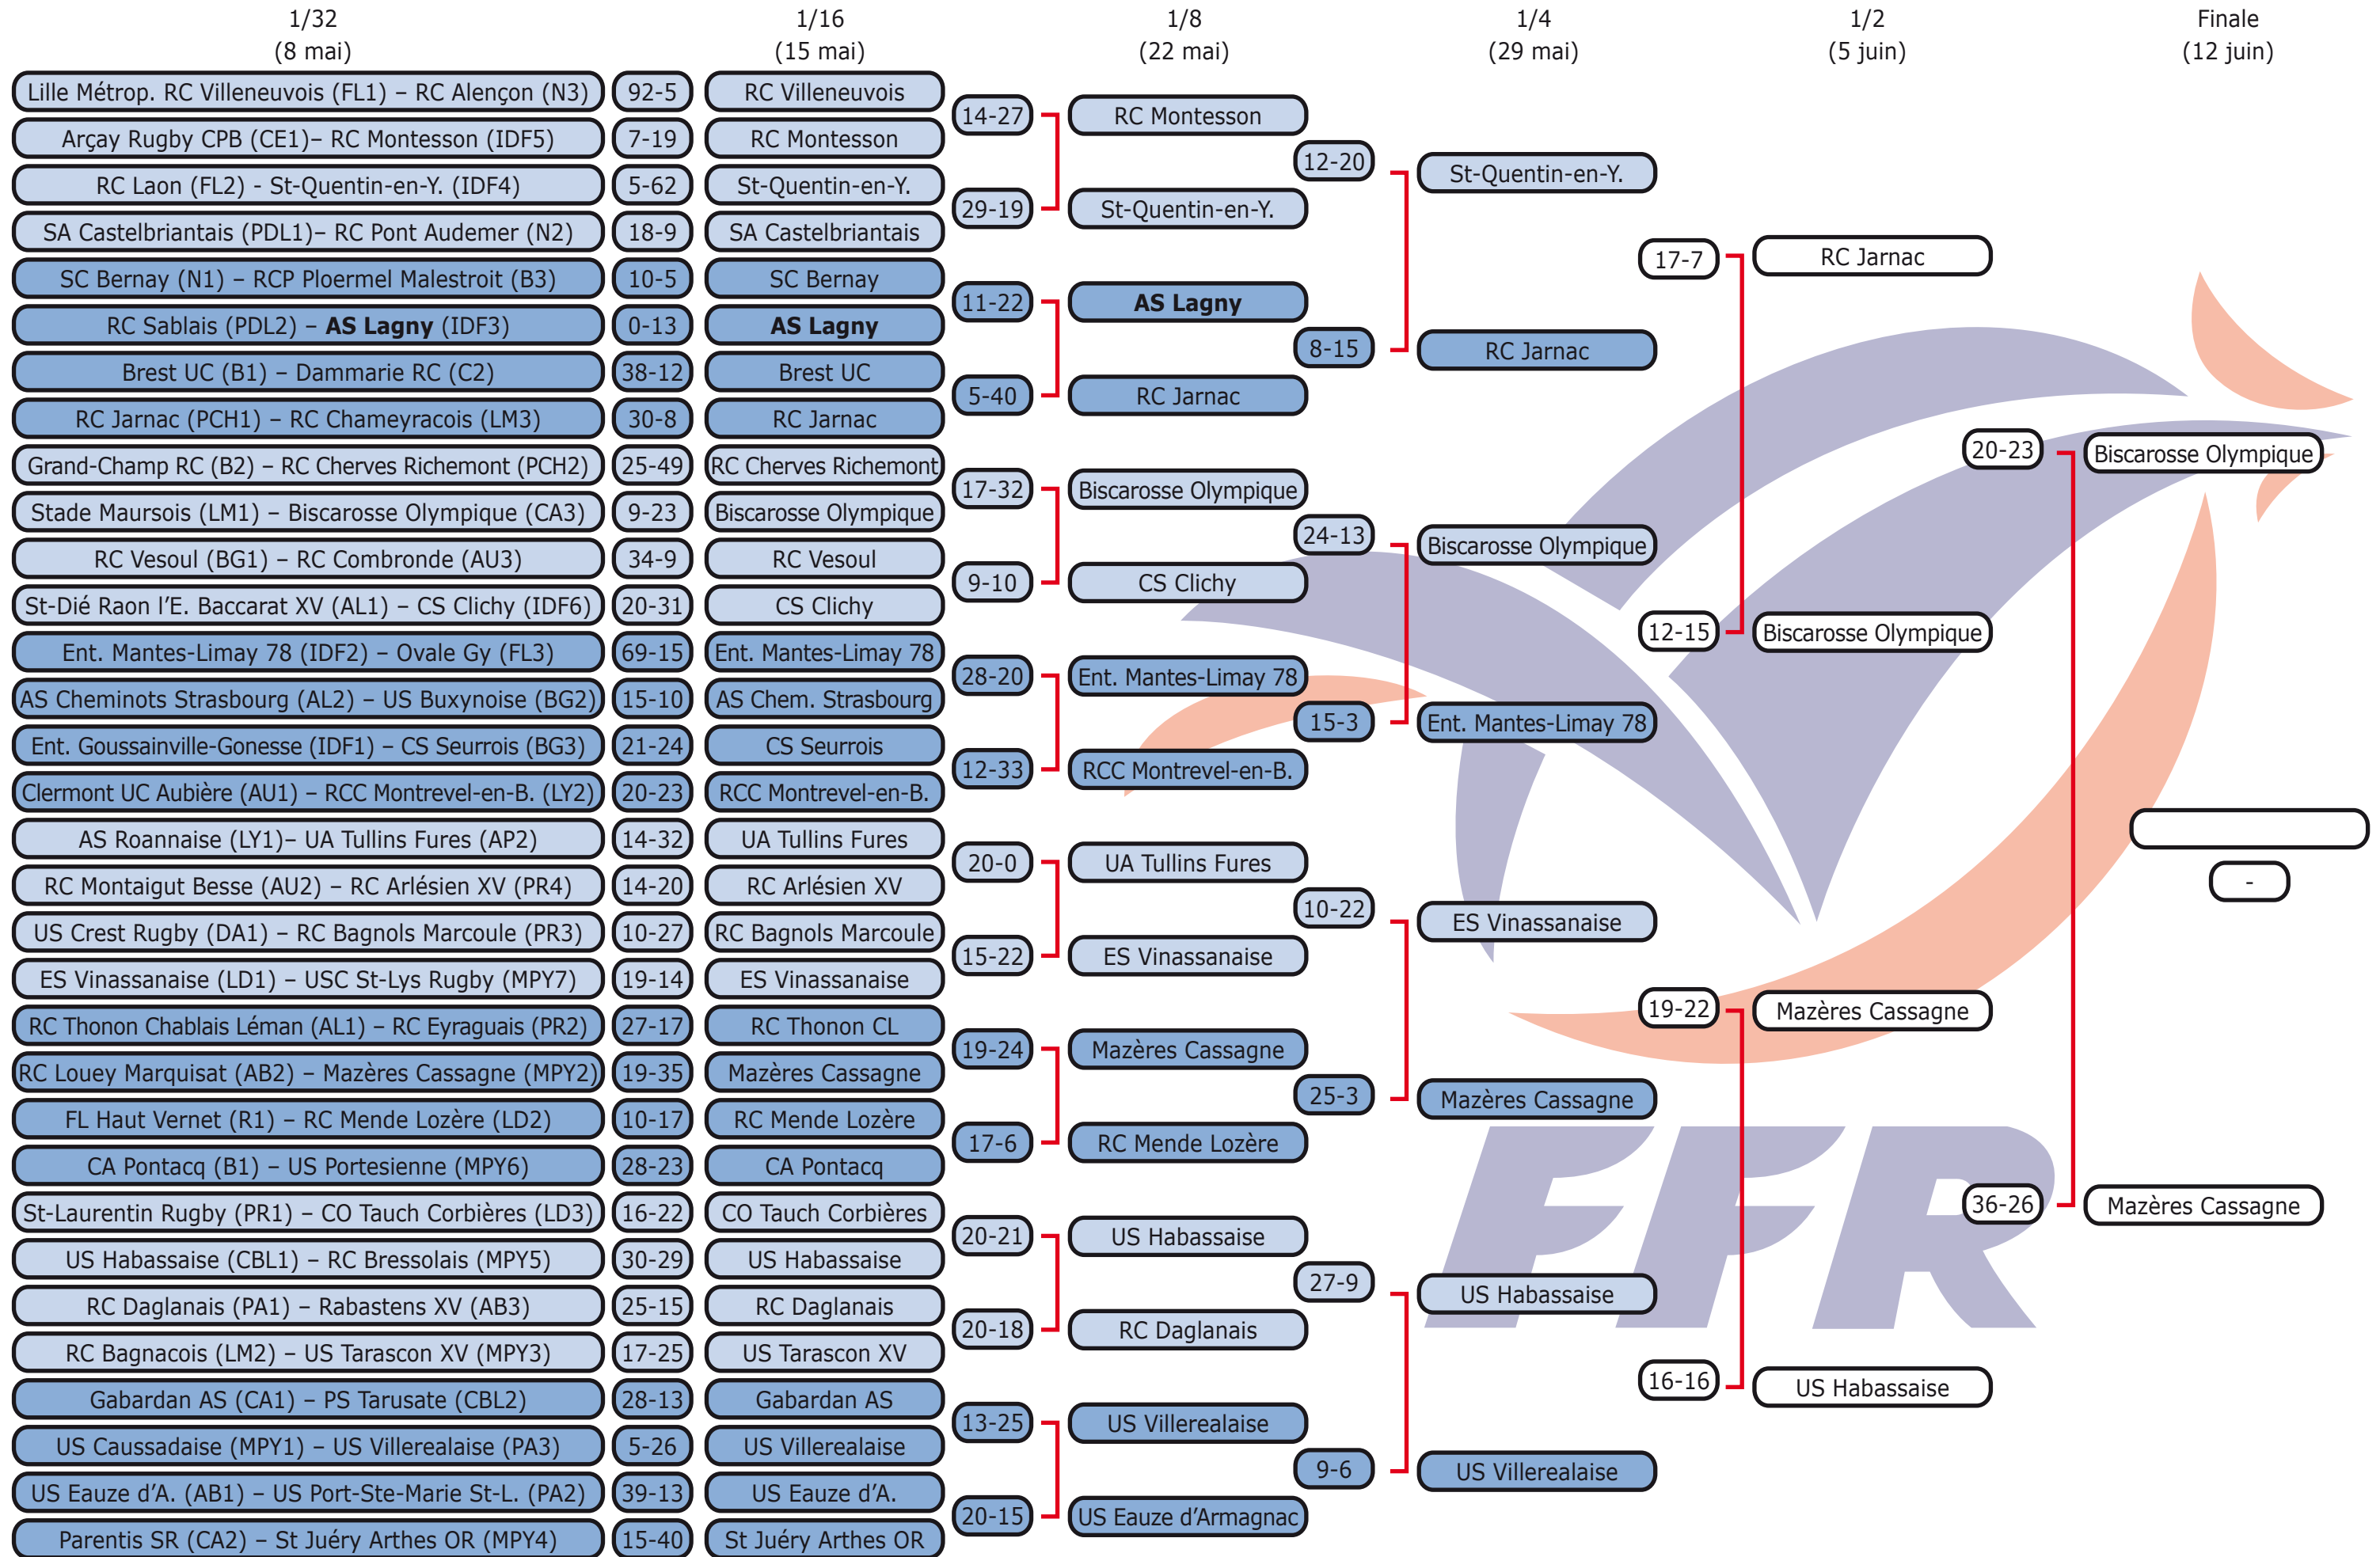 1/32
(8 mai)
1/16
(15 mai)
1/8
(22 mai)
1/4
(29 mai)
1/2
(5 juin)
Finale
(12 juin)
Lille Métrop. RC Villeneuvois (FL1) – RC Alençon (N3) 92-5 RC Villeneuvois
Arçay Rugby CPB (CE1)– RC Montesson (IDF5) 7-19 RC Montesson
RC Laon (FL2) - St-Quentin-en-Y. (IDF4) 5-62 St-Quentin-en-Y.
SA Castelbriantais (PDL1)– RC Pont Audemer (N2) 18-9 SA Castelbriantais
SC Bernay (N1) – RCP Ploermel Malestroit (B3) 10-5 SC Bernay
RC Sablais (PDL2) – AS Lagny (IDF3) 0-13 AS Lagny
Brest UC (B1) – Dammarie RC (C2) 38-12 Brest UC
RC Jarnac (PCH1) – RC Chameyracois (LM3) 30-8 RC Jarnac
Grand-Champ RC (B2) – RC Cherves Richemont (PCH2) 25-49 RC Cherves Richemont
Stade Maursois (LM1) – Biscarosse Olympique (CA3) 9-23 Biscarosse Olympique
RC Vesoul (BG1) – RC Combronde (AU3) 34-9 RC Vesoul
St-Dié Raon l'E. Baccarat XV (AL1) – CS Clichy (IDF6) 20-31 CS Clichy
Ent. Mantes-Limay 78 (IDF2) – Ovale Gy (FL3) 69-15 Ent. Mantes-Limay 78
AS Cheminots Strasbourg (AL2) – US Buxynoise (BG2) 15-10 AS Chem. Strasbourg
Ent. Goussainville-Gonesse (IDF1) – CS Seurrois (BG3) 21-24 CS Seurrois
Clermont UC Aubière (AU1) – RCC Montrevel-en-B. (LY2) 20-23 RCC Montrevel-en-B.
AS Roannaise (LY1)– UA Tullins Fures (AP2) 14-32 UA Tullins Fures
RC Montaigut Besse (AU2) – RC Arlésien XV (PR4) 14-20 RC Arlésien XV
US Crest Rugby (DA1) – RC Bagnols Marcoule (PR3) 10-27 RC Bagnols Marcoule
ES Vinassanaise (LD1) – USC St-Lys Rugby (MPY7) 19-14 ES Vinassanaise
RC Thonon Chablais Léman (AL1) – RC Eyraguais (PR2) 27-17 RC Thonon CL
RC Louey Marquisat (AB2) – Mazères Cassagne (MPY2) 19-35 Mazères Cassagne
FL Haut Vernet (R1) – RC Mende Lozère (LD2) 10-17 RC Mende Lozère
CA Pontacq (B1) – US Portesienne (MPY6) 28-23 CA Pontacq
St-Laurentin Rugby (PR1) – CO Tauch Corbières (LD3) 16-22 CO Tauch Corbières
US Habassaise (CBL1) – RC Bressolais (MPY5) 30-29 US Habassaise
RC Daglanais (PA1) – Rabastens XV (AB3) 25-15 RC Daglanais
RC Bagnacois (LM2) – US Tarascon XV (MPY3) 17-25 US Tarascon XV
Gabardan AS (CA1) – PS Tarusate (CBL2) 28-13 Gabardan AS
US Caussadaise (MPY1) – US Villerealaise (PA3) 5-26 US Villerealaise
US Eauze d'A. (AB1) – US Port-Ste-Marie St-L. (PA2) 39-13 US Eauze d'A.
Parentis SR (CA2) – St Juéry Arthes OR (MPY4) 15-40 St Juéry Arthes OR
14-27 RC Montesson
29-19 St-Quentin-en-Y.
11-22 AS Lagny
5-40 RC Jarnac
17-32 Biscarosse Olympique
9-10 CS Clichy
28-20 Ent. Mantes-Limay 78
12-33 RCC Montrevel-en-B.
20-0 UA Tullins Fures
15-22 ES Vinassanaise
19-24 Mazères Cassagne
17-6 RC Mende Lozère
20-21 US Habassaise
20-18 RC Daglanais
13-25 US Villerealaise
20-15 US Eauze d'Armagnac
12-20 St-Quentin-en-Y.
8-15 RC Jarnac
24-13 Biscarosse Olympique
15-3 Ent. Mantes-Limay 78
10-22 ES Vinassanaise
25-3 Mazères Cassagne
27-9 US Habassaise
9-6 US Villerealaise
17-7 RC Jarnac
12-15 Biscarosse Olympique
19-22 Mazères Cassagne
16-16 US Habassaise
20-23 Biscarosse Olympique
36-26 Mazères Cassagne
-
FFR